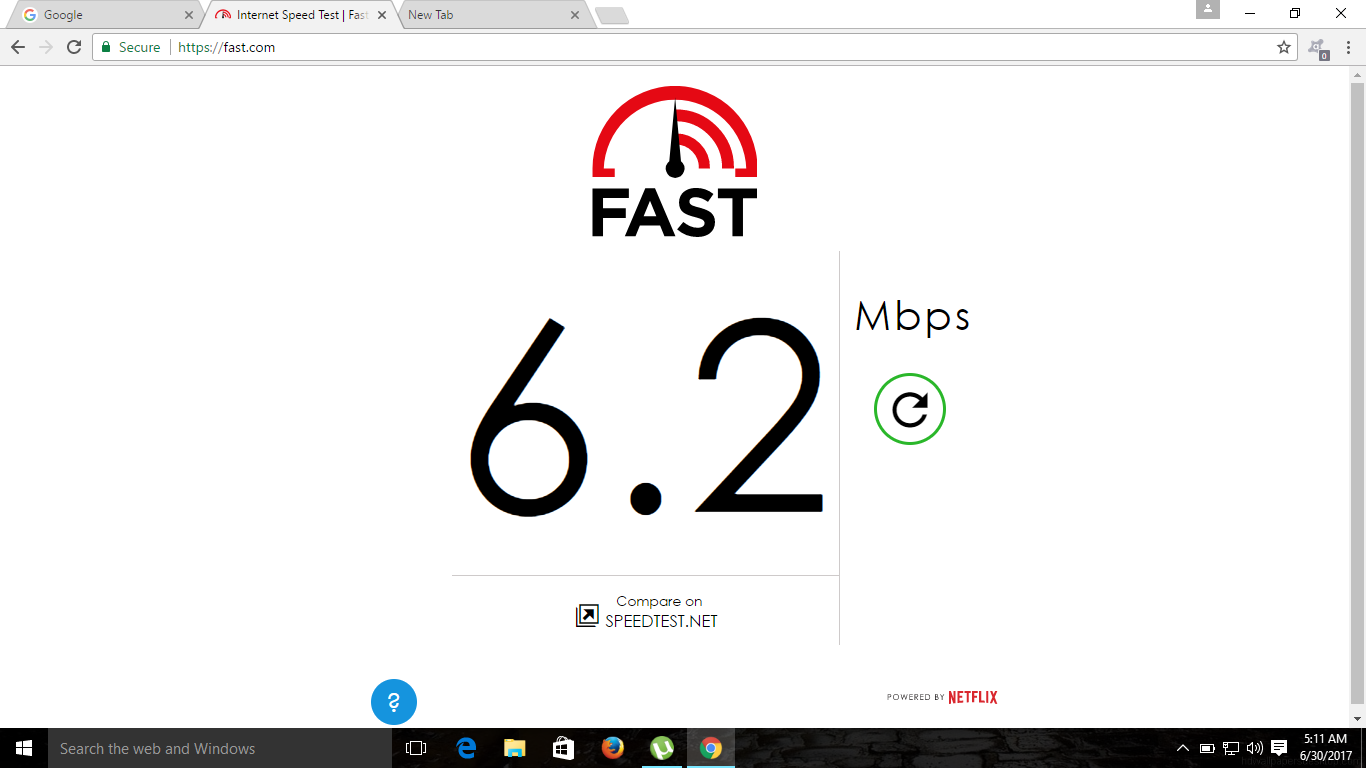 Google
Internet Speed Test | Fast
New Tab
Secure
https://fast.com
0
FAST
6.2
Mbps
Compare on
SPEEDTEST.NET
?
POWERED BY NETFLIX
Search the web and Windows
5:11 AM
6/30/2017